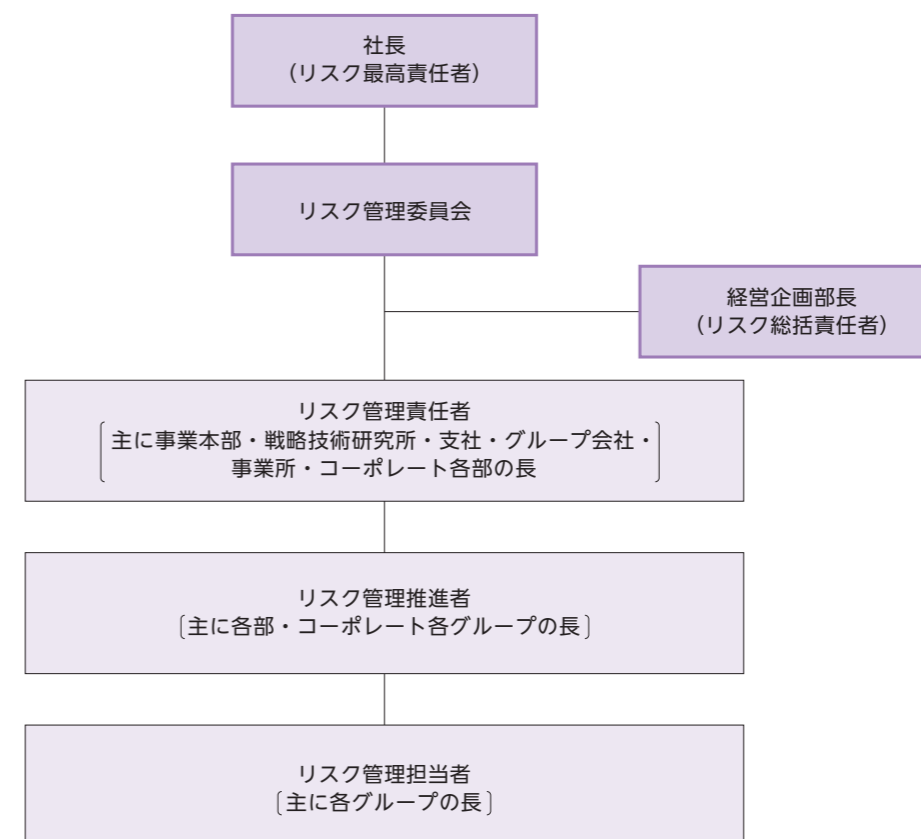 社長
（リスク最高責任者）
リスク管理委員会
経営企画部長
（リスク総括責任者）
リスク管理責任者
〔主に事業本部・戦略技術研究所・支社・グループ会社・
事業所・コーポレート各部の長〕
リスク管理推進者
〔主に各部・コーポレート各グループの長〕
リスク管理担当者
〔主に各グループの長〕